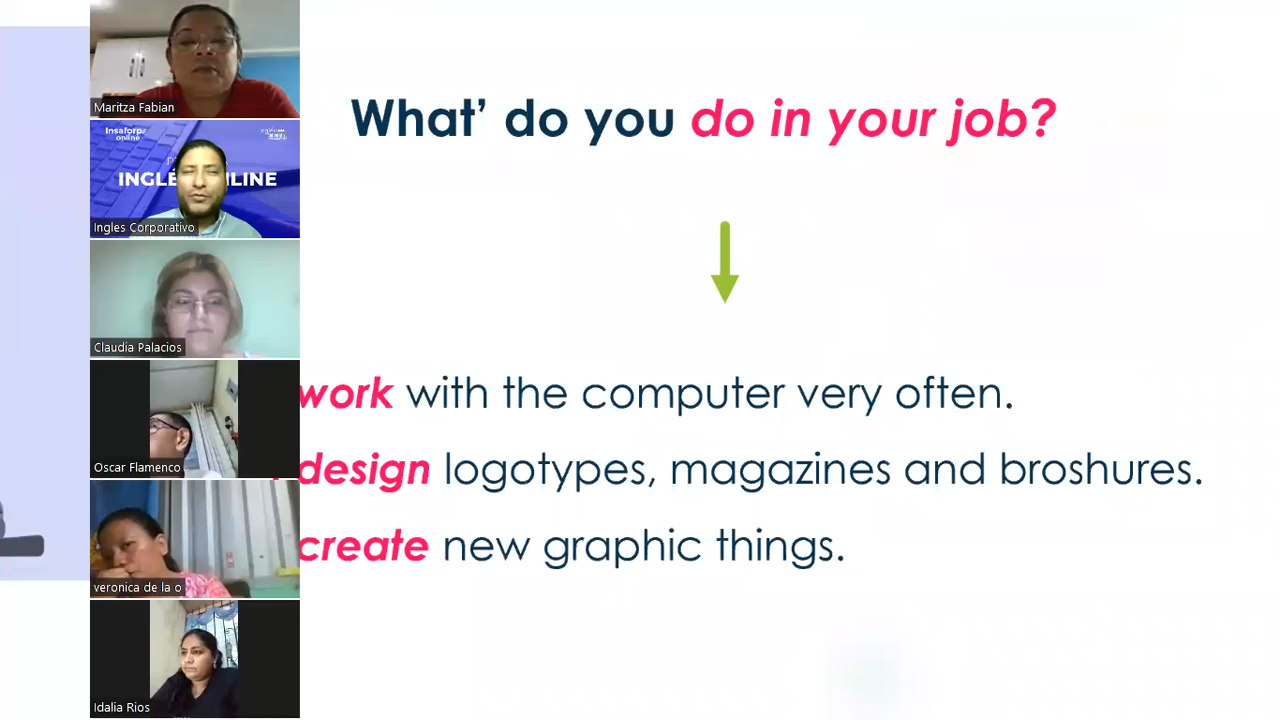 Maritza Fabian
Insaforp online
INGLÉ NLINE
Ingles Corporativo
Claudia Palacios
Oscar Flamenco
veronica de la o
Idalia Rios
What’ do you do in your job?
work with the computer very often.
design logotypes, magazines and broshures.
create new graphic things.